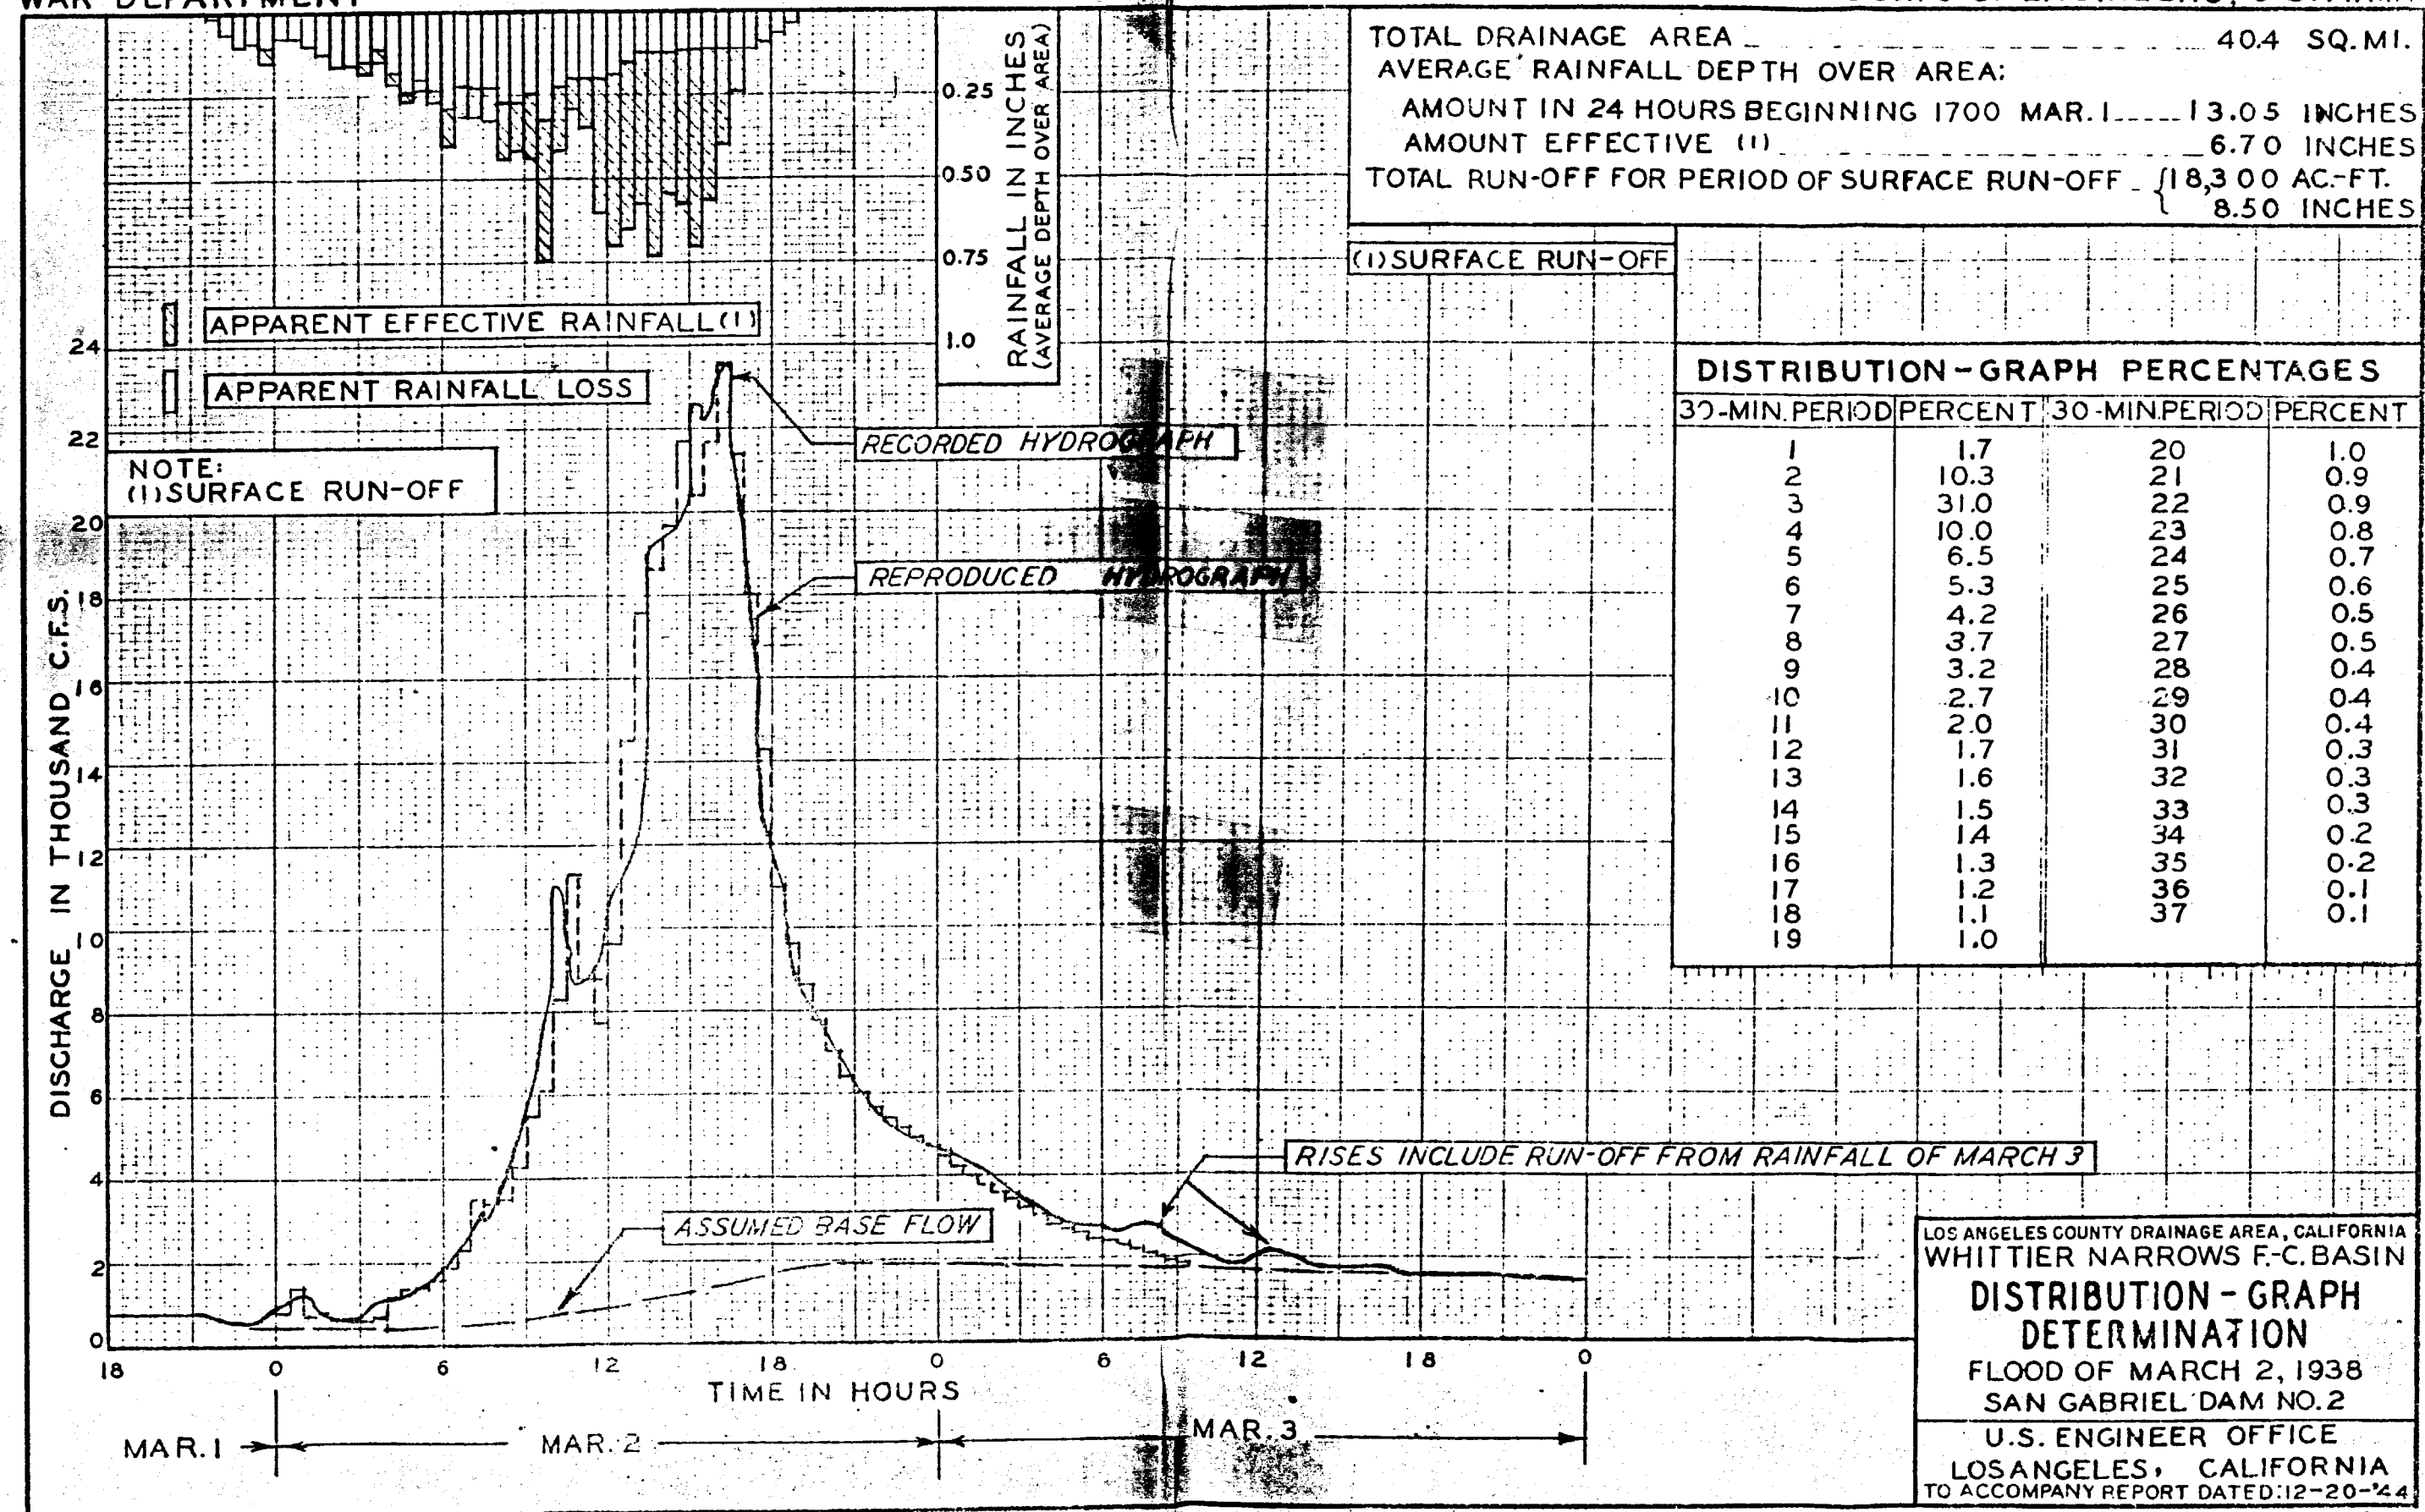 WAR DEPARTMENT
TOTAL DRAINAGE AREA 40.4 SQ.MI.
AVERAGE RAINFALL DEPTH OVER AREA:
AMOUNT IN 24 HOURS BEGINNING 1700 MAR.1 13.05 INCHES
AMOUNT EFFECTIVE (1) 6.70 INCHES
TOTAL RUN-OFF FOR PERIOD OF SURFACE RUN-OFF { 18,300 AC.-FT.
8.50 INCHES
(1) SURFACE RUN-OFF
RAINFALL IN INCHES
(AVERAGE DEPTH OVER AREA)
0.25
0.50
0.75
1.0
APPARENT EFFECTIVE RAINFALL (1)
APPARENT RAINFALL LOSS
NOTE:
(1) SURFACE RUN-OFF
RECORDED HYDROGRAPH
REPRODUCED HYDROGRAPH
ASSUMED BASE FLOW
RISES INCLUDE RUN-OFF FROM RAINFALL OF MARCH 3
DISCHARGE IN THOUSAND C.F.S.
24
22
20
18
16
14
12
10
8
6
4
2
0
18 0 6 12 18 0 6 12 18 0
TIME IN HOURS
MAR.1 MAR.2 MAR.3
DISTRIBUTION-GRAPH PERCENTAGES
30-MIN.PERIOD PERCENT 30-MIN.PERIOD PERCENT
1 1.7 20 1.0
2 10.3 21 0.9
3 31.0 22 0.9
4 10.0 23 0.8
5 6.5 24 0.7
6 5.3 25 0.6
7 4.2 26 0.5
8 3.7 27 0.5
9 3.2 28 0.4
10 2.7 29 0.4
11 2.0 30 0.4
12 1.7 31 0.3
13 1.6 32 0.3
14 1.5 33 0.3
15 1.4 34 0.2
16 1.3 35 0.2
17 1.2 36 0.1
18 1.1 37 0.1
19 1.0
LOS ANGELES COUNTY DRAINAGE AREA, CALIFORNIA
WHITTIER NARROWS F.-C. BASIN
DISTRIBUTION-GRAPH
DETERMINATION
FLOOD OF MARCH 2, 1938
SAN GABRIEL DAM NO.2
U.S. ENGINEER OFFICE
LOS ANGELES, CALIFORNIA
TO ACCOMPANY REPORT DATED:12-20-'44